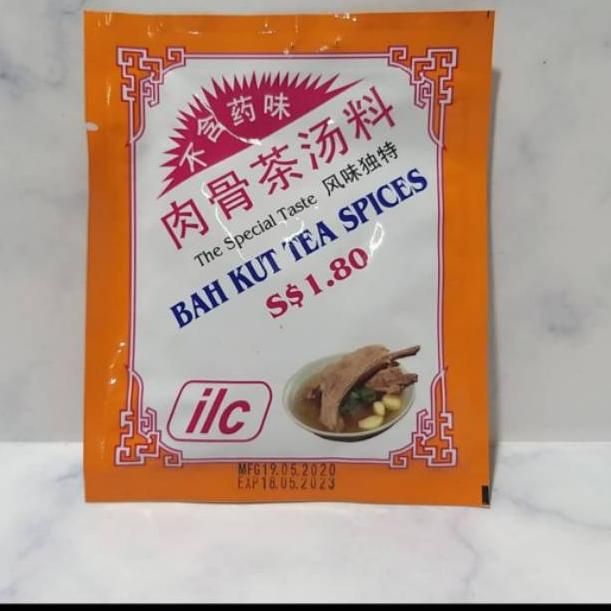 不含药味
肉骨茶汤料
The Special Taste 风味独特
BAH KUT TEA SPICES
S$1.80
ilc
MFG19.05.2020
EXP18.05.2023